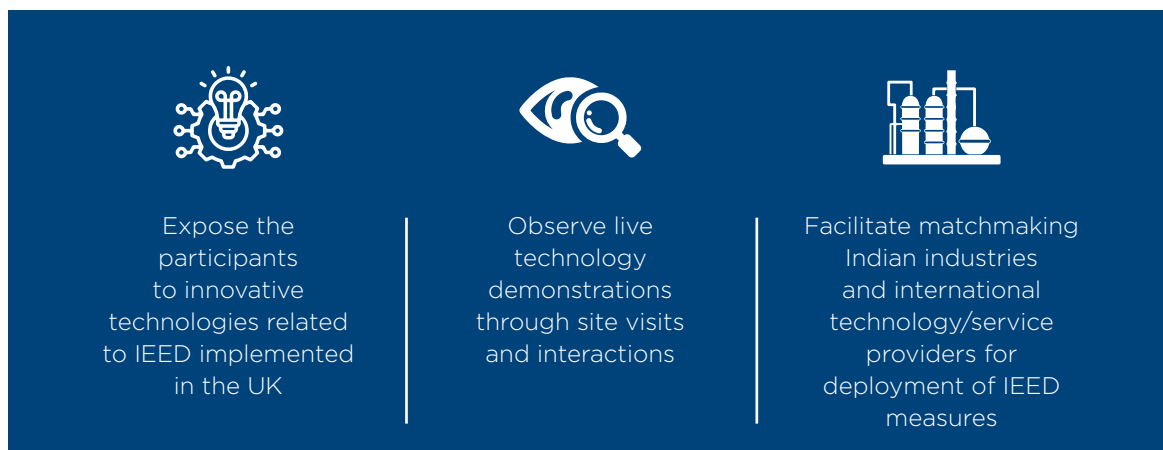 Expose the
participants
to innovative
technologies related
to IEED implemented
in the UK
Observe live
technology
demonstrations
through site visits
and interactions
Facilitate matchmaking
Indian industries
and international
technology/service
providers for
deployment of IEED
measures